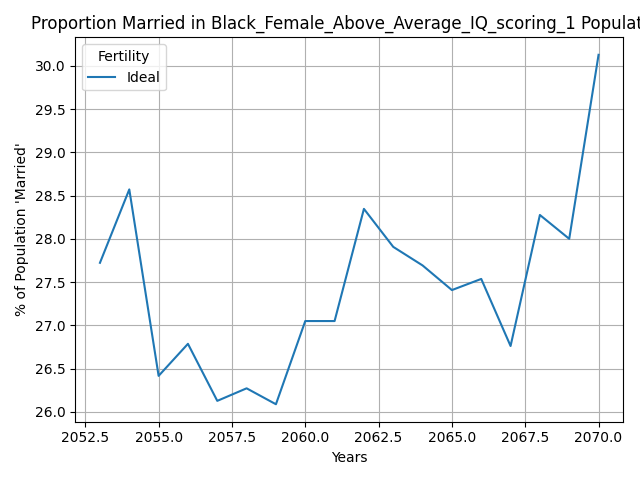 Proportion Married in Black_Female_Above_Average_IQ_scoring_1 Populat
Fertility
Ideal
30.0
29.5
29.0
28.5
28.0
27.5
27.0
26.5
26.0
% of Population 'Married'
2052.5 2055.0 2057.5 2060.0 2062.5 2065.0 2067.5 2070.0
Years